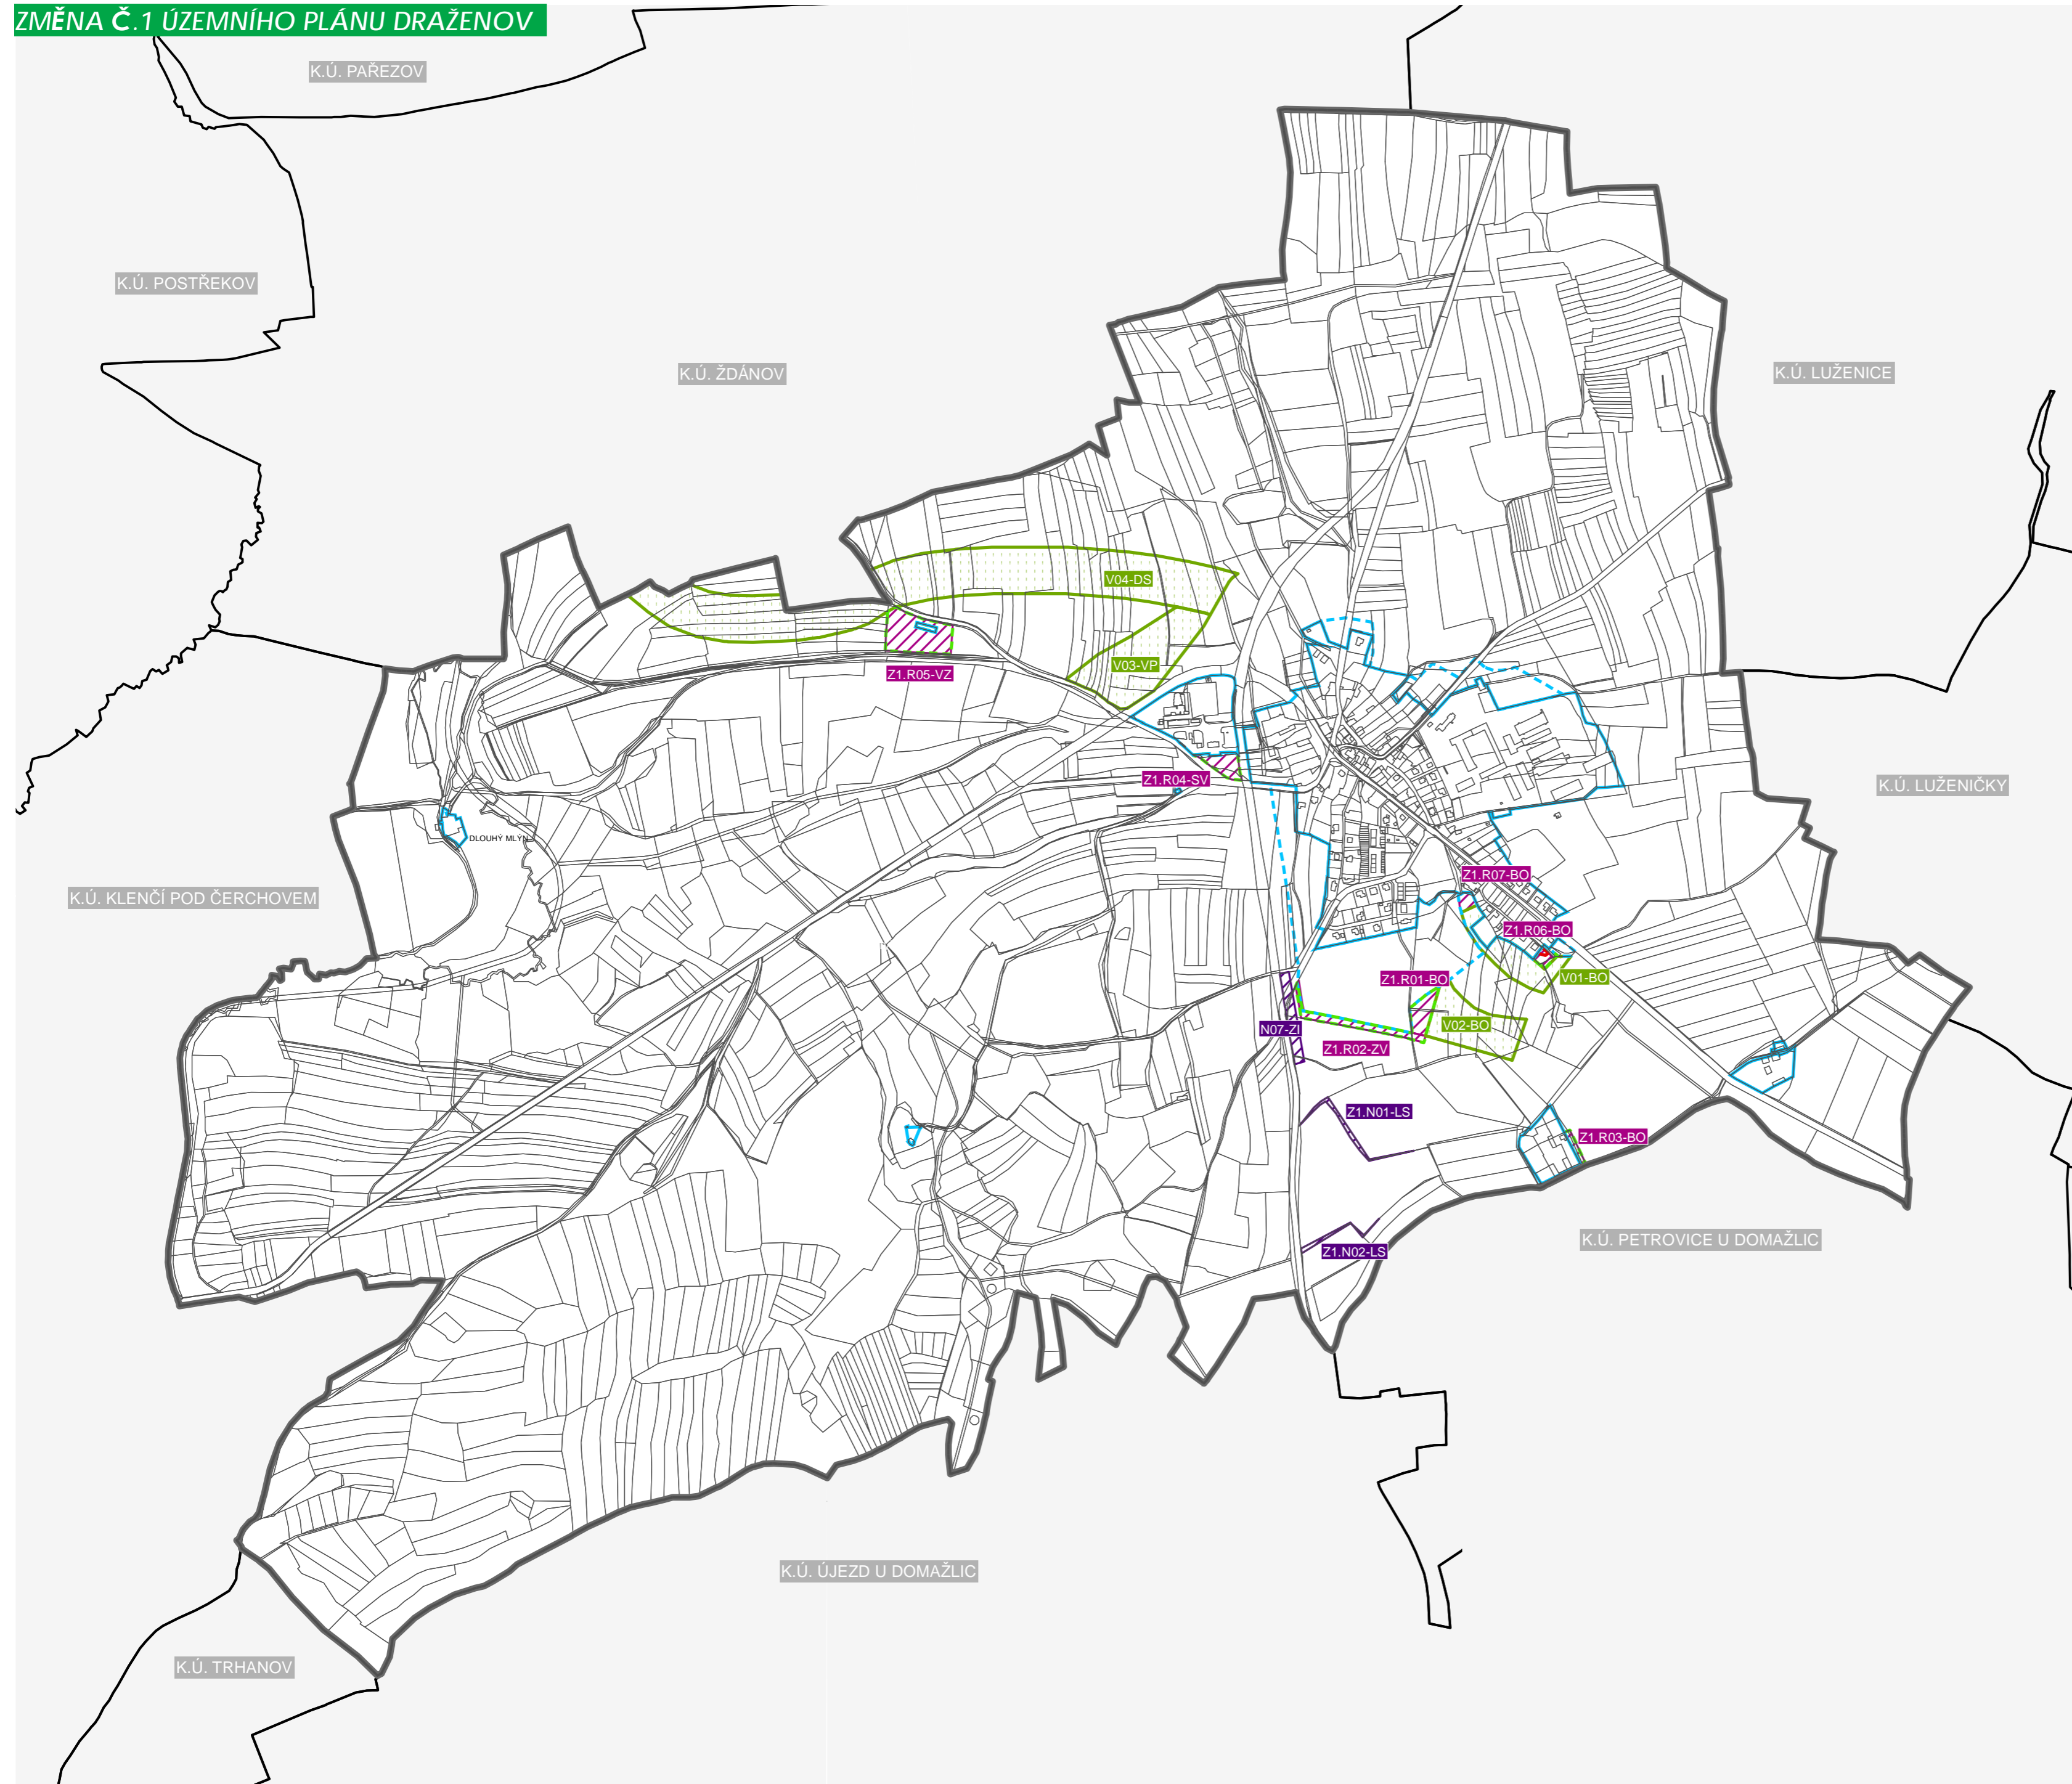 ZMĚNA Č.1 ÚZEMNÍHO PLÁNU DRAŽENOV
K.Ú. PAŘEZOV
K.Ú. POSTŘEKOV
K.Ú. ŽDÁNOV
K.Ú. LUŽENICE
V04-DS
V03-VP
Z1.R05-VZ
Z1.R04-SV
K.Ú. LUŽENIČKY
DLOUHÝ MLÝN
Z1.R07-BO
K.Ú. KLENČÍ POD ČERCHOVEM
Z1.R06-BO
Z1.R01-BO
V01-BO
N07-ZI
V02-BO
Z1.R02-ZV
Z1.N01-LS
Z1.R03-BO
K.Ú. PETROVICE U DOMAŽLIC
Z1.N02-LS
K.Ú. ÚJEZD U DOMAŽLIC
K.Ú. TRHANOV